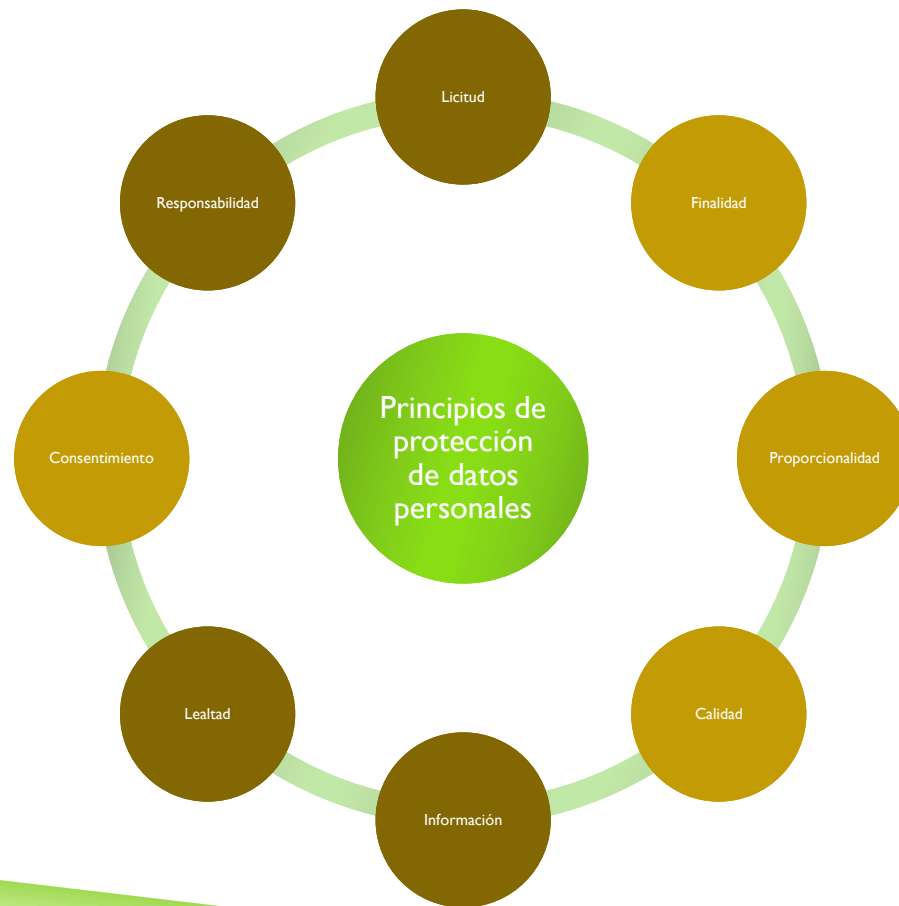 Licitud
Finalidad
Proporcionalidad
Calidad
Información
Lealtad
Consentimiento
Responsabilidad
Principios de
protección
de datos
personales